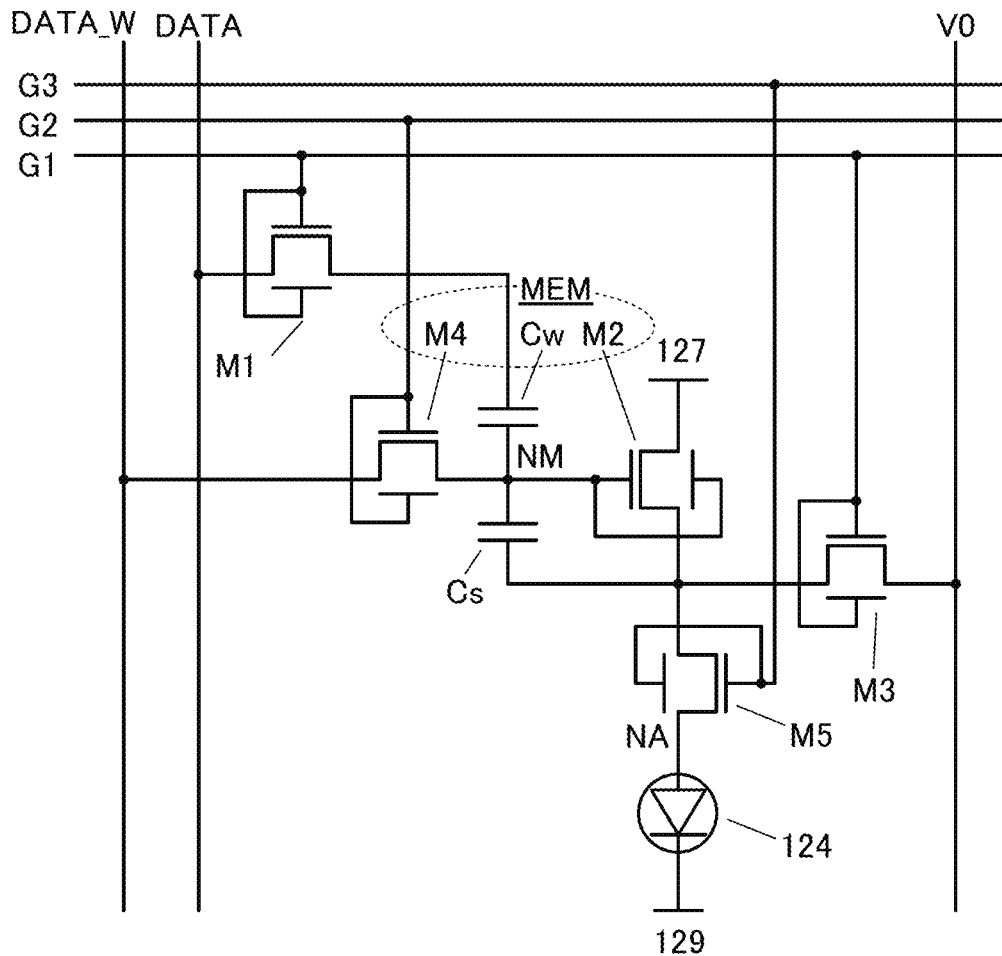 DATA_W DATA V0
G3
G2
G1
MEM
M4 Cw M2
127
M1
NM
Cs
M3
NA
M5
124
129